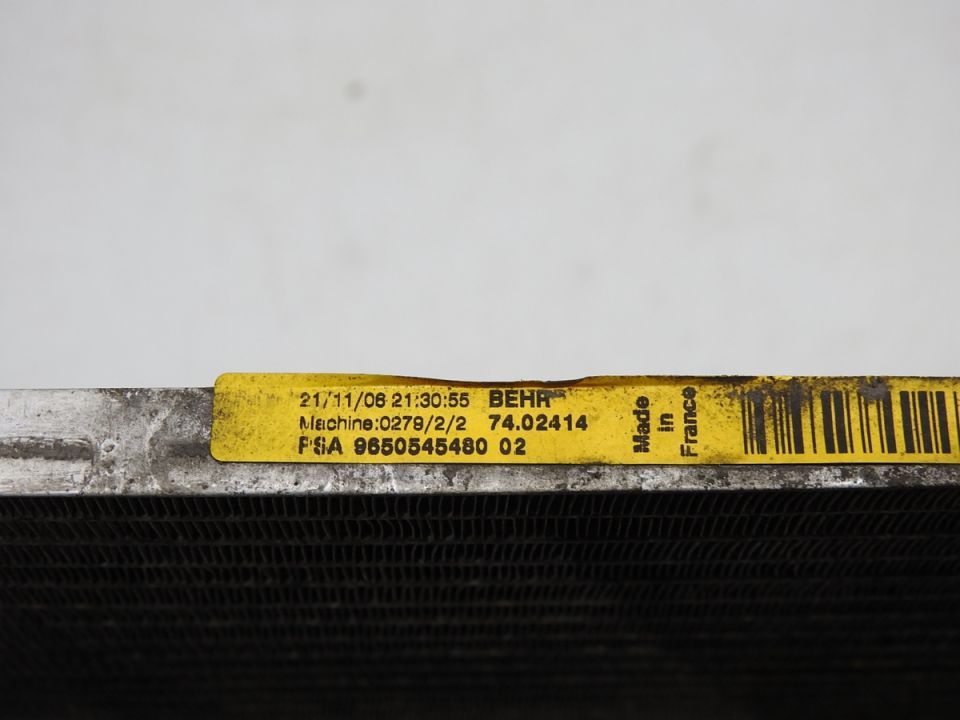 21/11/06 21:30:55 BEHR
Machine:0279/2/2 74.02414
PSA 9650545480 02
Made
in
France